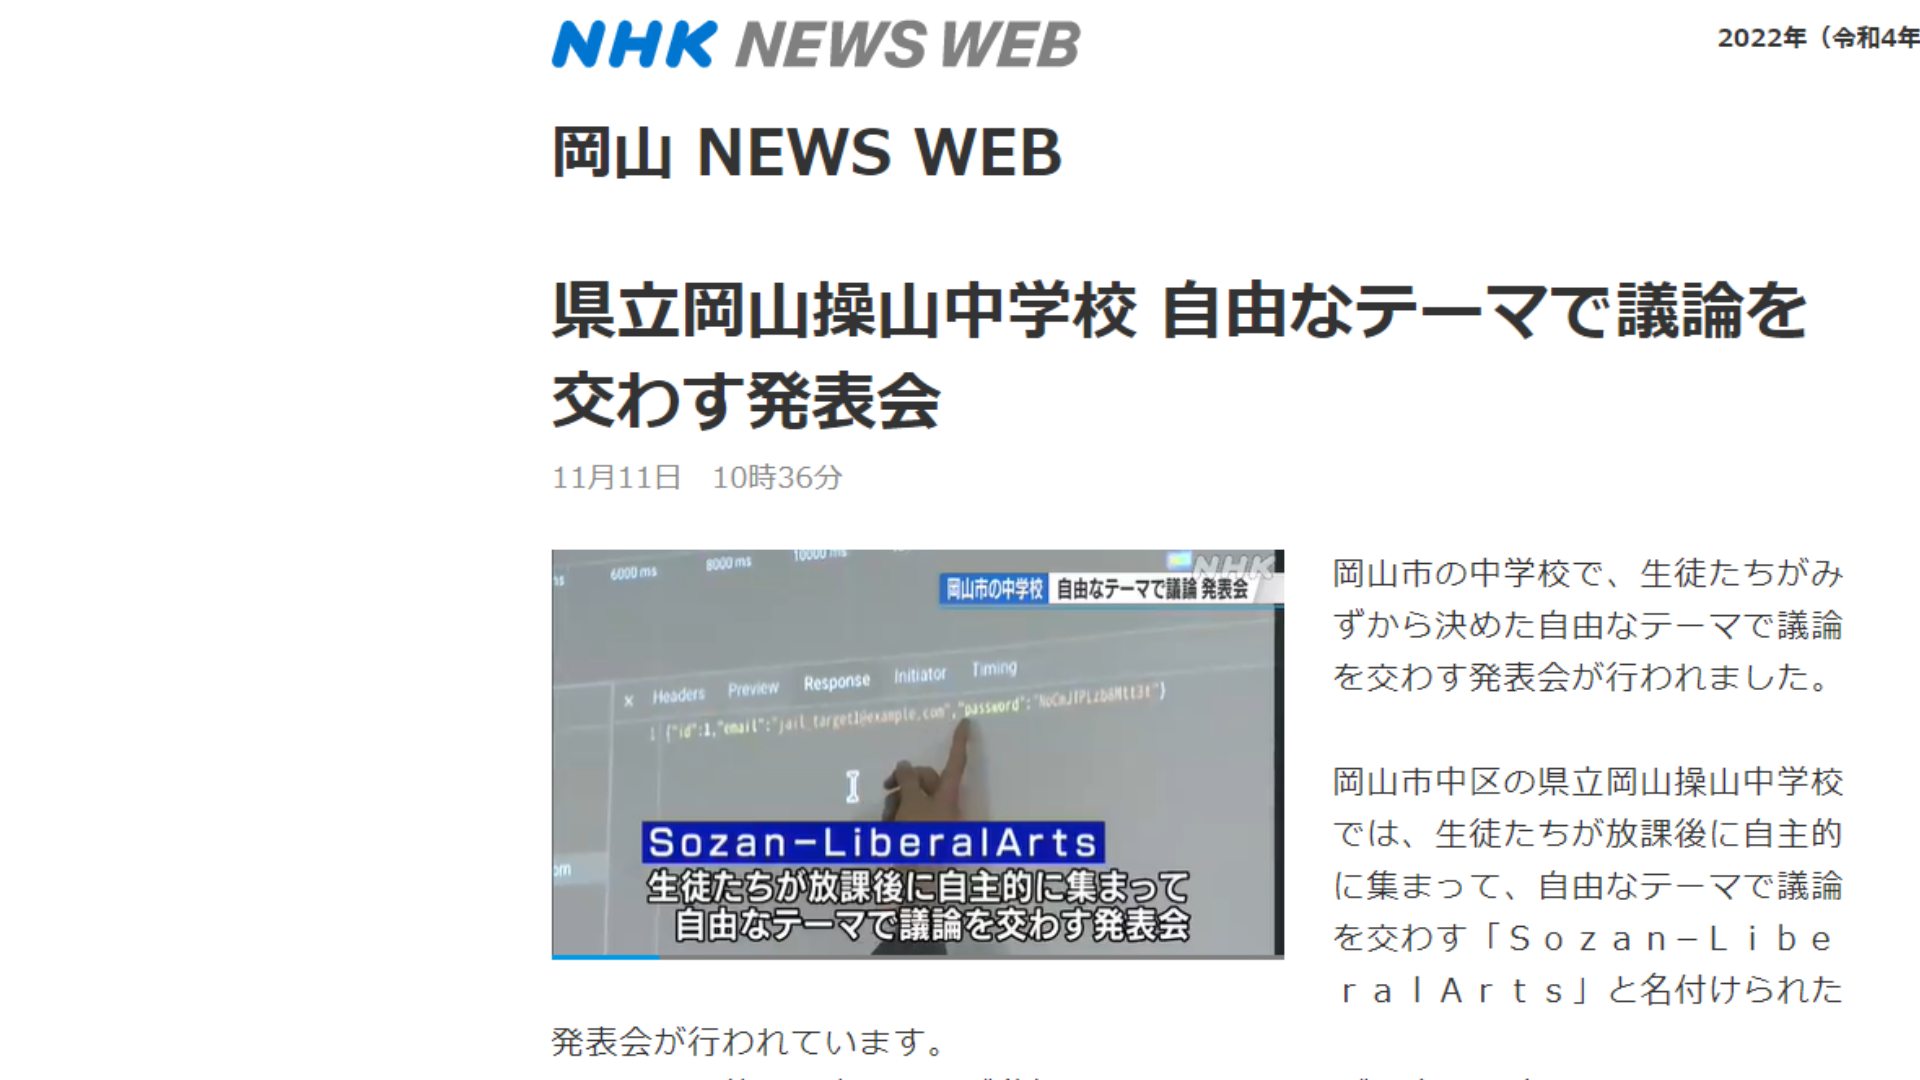 NHK NEWS WEB
2022年（令和4年
岡山 NEWS WEB
県立岡山操山中学校 自由なテーマで議論を
交わす発表会
11月11日　10時36分
6000 ms
8000 ms
10000 ms
NHK
岡山市の中学校 自由なテーマで議論 発表会
× Headers Preview Response Initiator Timing
1 {"id":1,"email":"jail_target1@example.com","password":
Sozan−LiberalArts
生徒たちが放課後に自主的に集まって
自由なテーマで議論を交わす発表会
岡山市の中学校で、生徒たちがみ
ずから決めた自由なテーマで議論
を交わす発表会が行われました。
岡山市中区の県立岡山操山中学校
では、生徒たちが放課後に自主的
に集まって、自由なテーマで議論
を交わす「Ｓｏｚａｎ−Ｌｉｂｅ
ｒａｌＡｒｔｓ」と名付けられた
発表会が行われています。